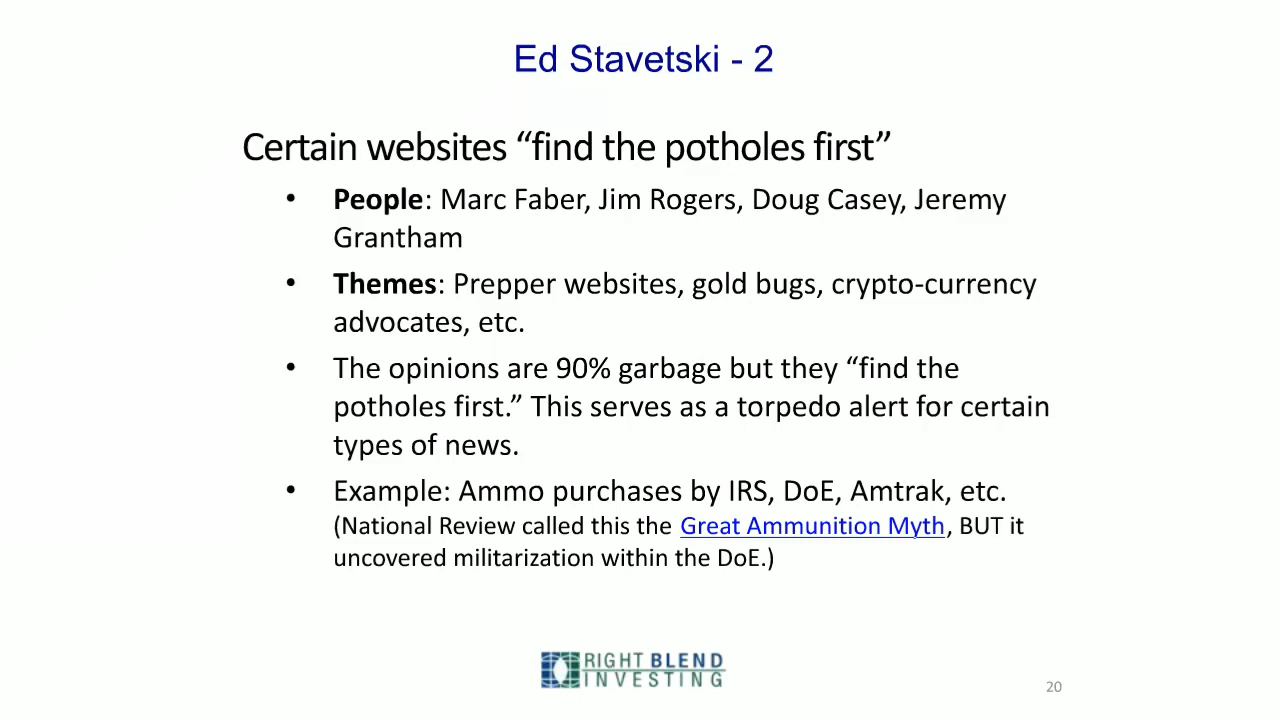 Ed Stavetski - 2
Certain websites “find the potholes first”
• People: Marc Faber, Jim Rogers, Doug Casey, Jeremy
Grantham
• Themes: Prepper websites, gold bugs, crypto-currency
advocates, etc.
• The opinions are 90% garbage but they “find the
potholes first.” This serves as a torpedo alert for certain
types of news.
• Example: Ammo purchases by IRS, DoE, Amtrak, etc.
(National Review called this the Great Ammunition Myth, BUT it
uncovered militarization within the DoE.)
RIGHT BLEND
INVESTING
20